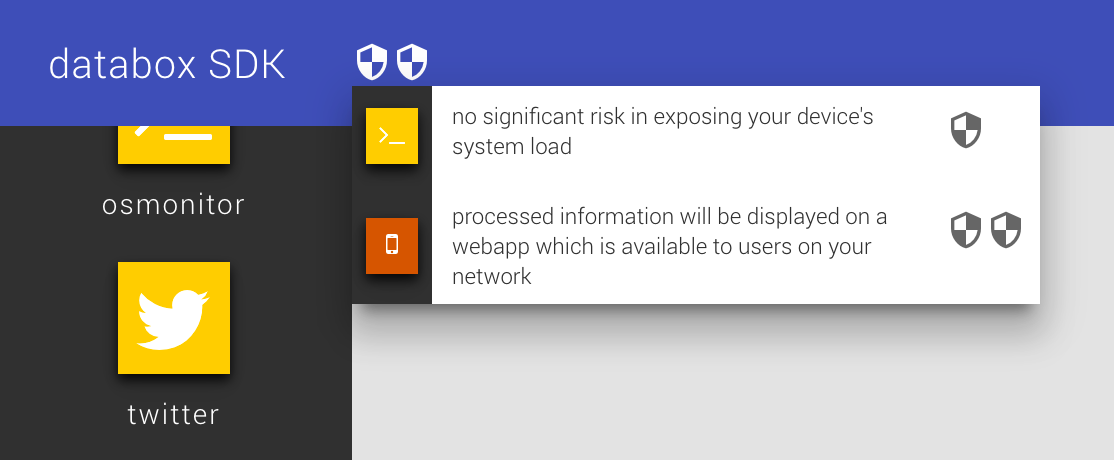 databox SDK
no significant risk in exposing your device's
system load
osmonitor
processed information will be displayed on a
webapp which is available to users on your
network
twitter